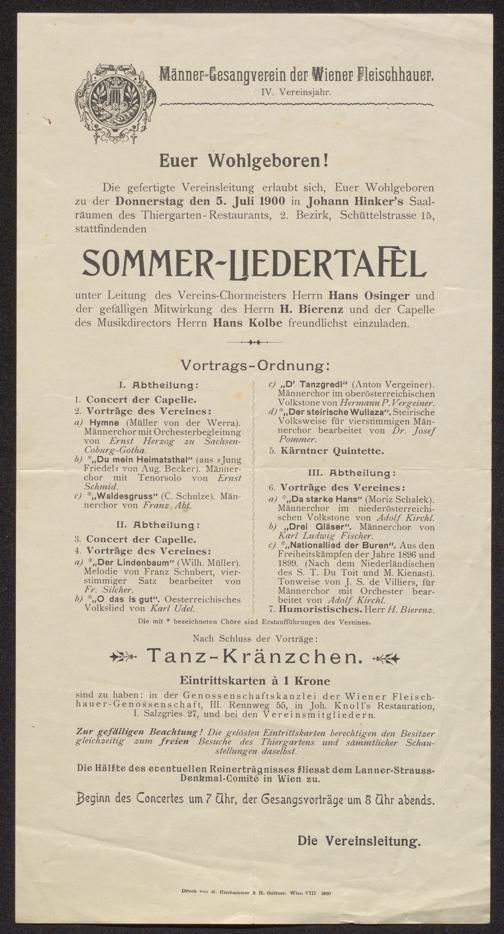 Männer-Gesangverein der Wiener Fleischhauer.
IV. Vereinsjahr.
Euer Wohlgeboren!
Die gefertigte Vereinsleitung erlaubt sich, Euer Wohlgeboren
zu der Donnerstag den 5. Juli 1900 in Johann Hinker's Saal-
räumen des Thiergarten-Restaurants, 2. Bezirk, Schüttelstrasse 15,
stattfindenden
SOMMER-LIEDERTAFEL
unter Leitung des Vereins-Chormeisters Herrn Hans Osinger und
der gefälligen Mitwirkung des Herrn H. Bierenz und der Capelle
des Musikdirectors Herrn Hans Kolbe freundlichst einzuladen.
Vortrags-Ordnung:
I. Abtheilung:
1. Concert der Capelle.
2. Vorträge des Vereines:
a) Hymne (Müller von der Werra).
Männerchor mit Orchesterbegleitung
von Ernst Herzog zu Sachsen-
Coburg-Gotha.
b) *„Du mein Heimatsthal“ (aus »Jung
Friedel« von Aug. Becker). Männer-
chor mit Tenorsolo von Ernst
Schmid.
c) *„Waldesgruss“ (C. Schulze). Män-
nerchor von Franz Abt.
II. Abtheilung:
3. Concert der Capelle.
4. Vorträge des Vereines:
a) *„Der Lindenbaum“ (Wilh. Müller).
Melodie von Franz Schubert, vier-
stimmiger Satz bearbeitet von
Fr. Silcher.
b) *„O das is gut“. Oesterreichisches
Volkslied von Karl Udel.
c) „D' Tanzgredl“ (Anton Vergeiner).
Männerchor im oberösterreichischen
Volkstone von Hermann P. Vergeiner.
d) *„Der steirische Wullaza“. Steirische
Volksweise für vierstimmigen Män-
nerchor bearbeitet von Dr. Josef
Pommer.
5. Kärntner Quintette.
III. Abtheilung:
6. Vorträge des Vereines:
a) *„Da starke Hans“ (Moriz Schalek).
Männerchor im niederösterreichi-
schen Volkstone von Adolf Kirchl.
b) „Drei Gläser“. Männerchor von
Karl Ludwig Fischer.
c) *„Nationallied der Buren“. Aus den
Freiheitskämpfen der Jahre 1896 und
1899. (Nach dem Niederländischen
des S. T. Du Toit und M. Kienast).
Tonweise von J. S. de Villiers, für
Männerchor mit Orchester bear-
beitet von Adolf Kirchl.
7. Humoristisches. Herr H. Bierenz.
Die mit * bezeichneten Chöre sind Erstaufführungen des Vereines.
Nach Schluss der Vorträge:
Tanz-Kränzchen.
Eintrittskarten à 1 Krone
sind zu haben: in der Genossenschaftskanzlei der Wiener Fleisch-
hauer-Genossenschaft, III. Rennweg 55, in Joh. Knoll's Restauration,
I. Salzgries 27, und bei den Vereinsmitgliedern.
Zur gefälligen Beachtung! Die gelösten Eintrittskarten berechtigen den Besitzer
gleichzeitig zum freien Besuche des Thiergartens und sämmtlicher Schau-
stellungen daselbst.
Die Hälfte des eventuellen Reinerträgnisses fliesst dem Lanner-Strauss-
Denkmal-Comité in Wien zu.
Beginn des Concertes um 7 Uhr, der Gesangsvorträge um 8 Uhr abends.
Die Vereinsleitung.
Druck von Wien VIII